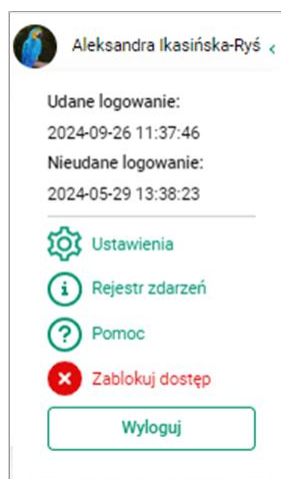 Aleksandra Ikasińska-Ryś
Udane logowanie:
2024-09-26 11:37:46
Nieudane logowanie:
2024-05-29 13:38:23
Ustawienia
Rejestr zdarzeń
Pomoc
Zablokuj dostęp
Wyloguj